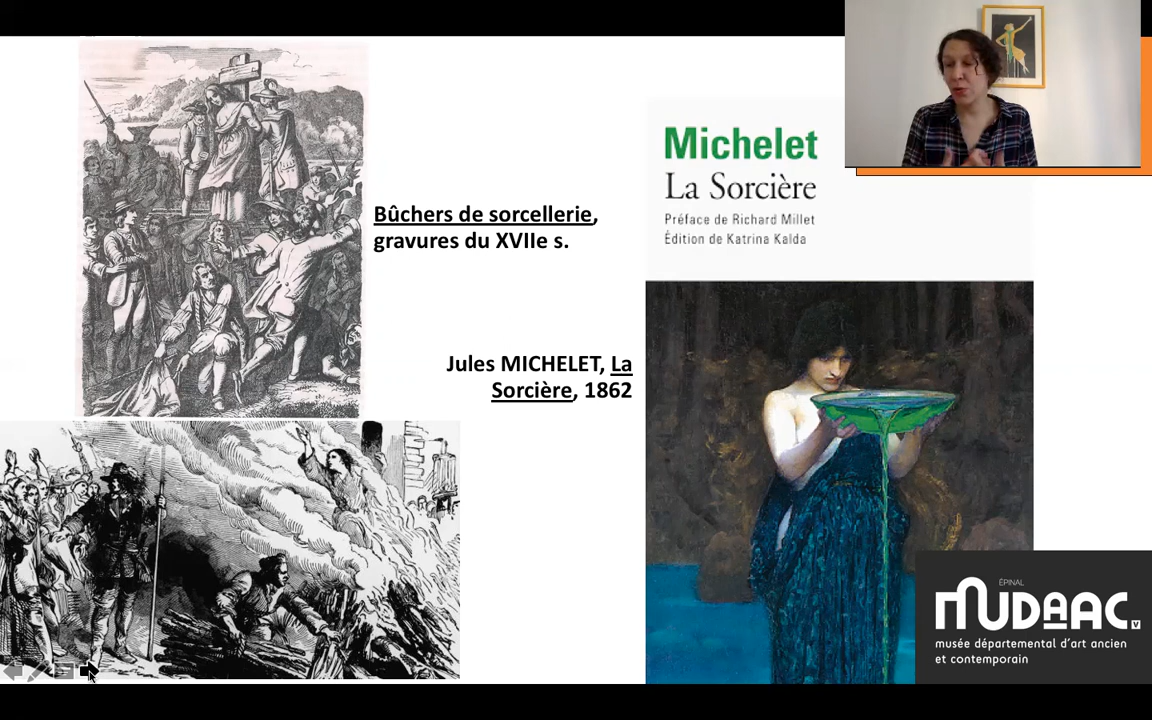 Bûchers de sorcellerie,
gravures du XVIIe s.
Jules MICHELET, La
Sorcière, 1862
Michelet
La Sorcière
Préface de Richard Millet
Édition de Katrina Kalda
ÉPINAL
MUDAAC
V
musée départemental d'art ancien
et contemporain